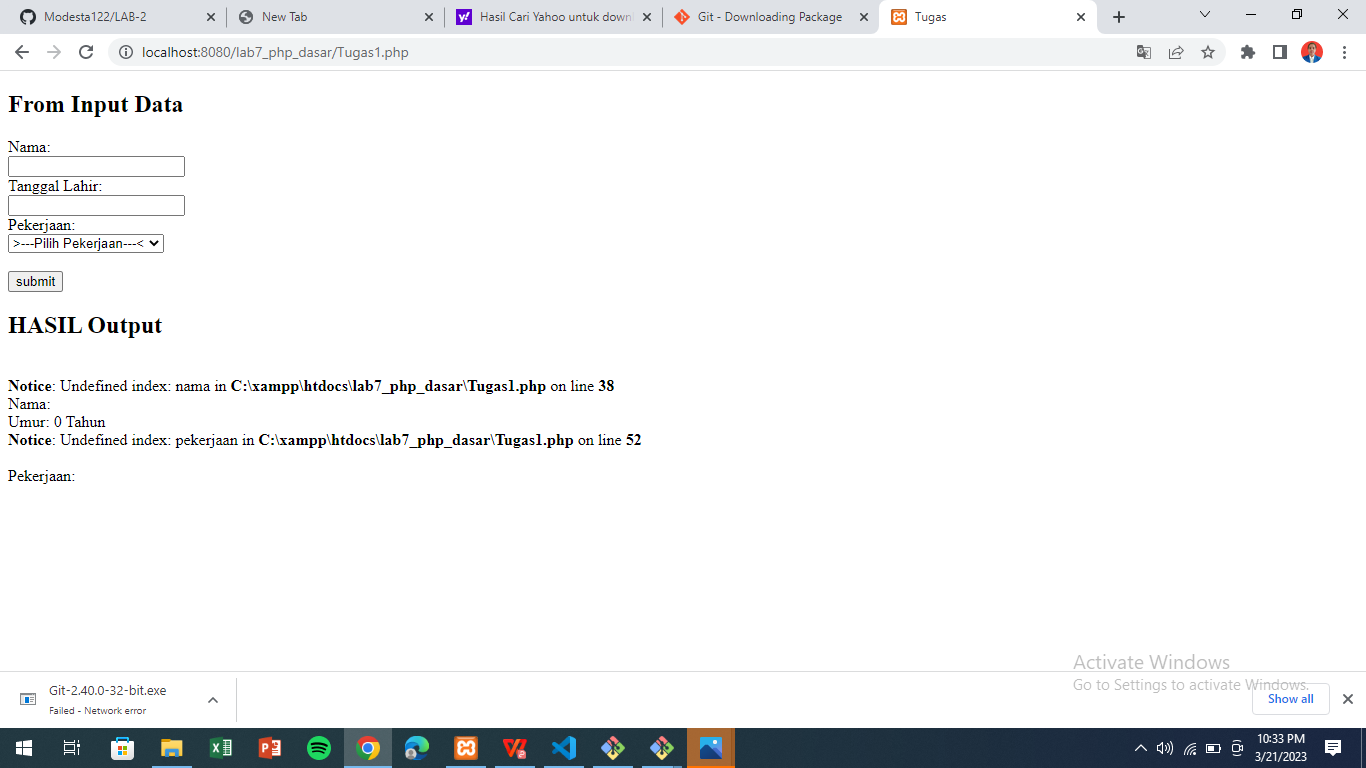 Modesta122/LAB-2
New Tab
Hasil Cari Yahoo untuk down
Git - Downloading Package
Tugas
localhost:8080/lab7_php_dasar/Tugas1.php
From Input Data
Nama:
Tanggal Lahir:
Pekerjaan:
>---Pilih Pekerjaan---<
submit
HASIL Output
Notice: Undefined index: nama in C:\xampp\htdocs\lab7_php_dasar\Tugas1.php on line 38
Nama:
Umur: 0 Tahun
Notice: Undefined index: pekerjaan in C:\xampp\htdocs\lab7_php_dasar\Tugas1.php on line 52
Pekerjaan:
Activate Windows
Go to Settings to activate Windows.
Git-2.40.0-32-bit.exe
Failed - Network error
Show all
10:33 PM
3/21/2023